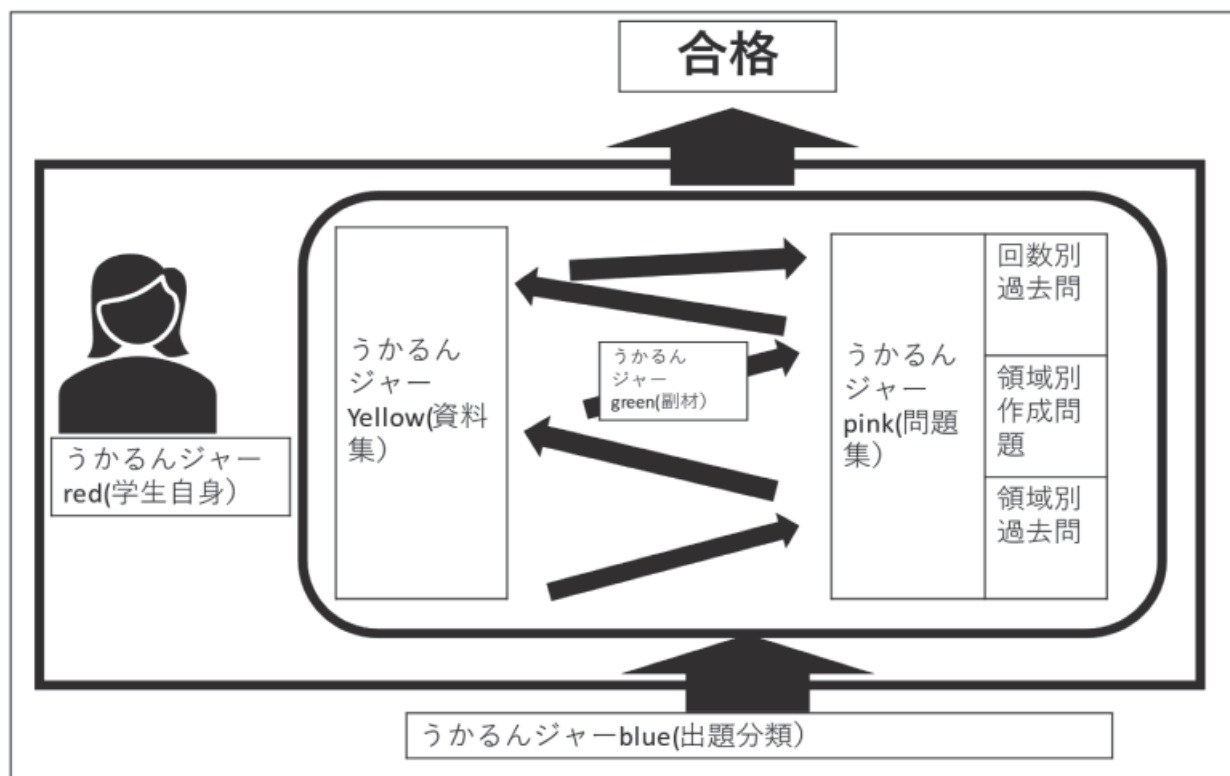 合格
うかるんジャー
red(学生自身）
うかるん
ジャー
Yellow(資料
集）
うかるん
ジャー
green(副材）
うかるん
ジャー
pink(問題
集）
回数別
過去問
領域別
作成問
題
領域別
過去問
うかるんジャーblue(出題分類）